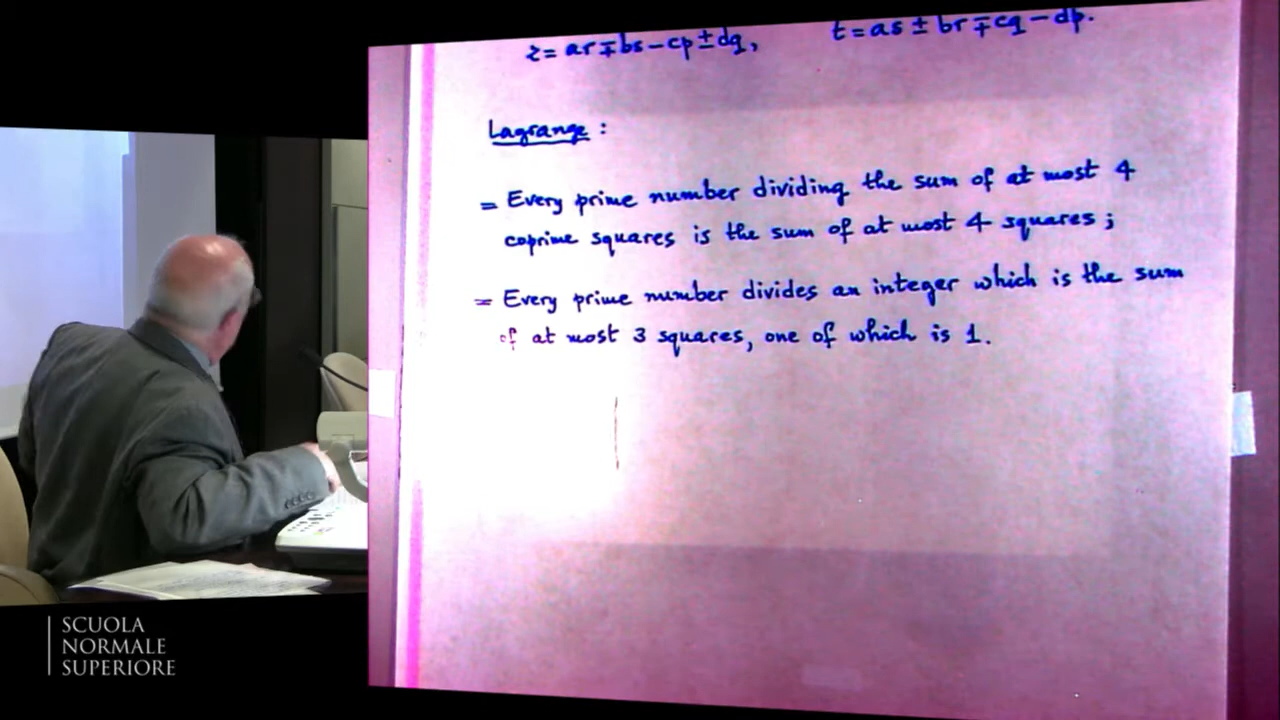 z = ar ∓ bs − cp ± dq,     t = as ± br ∓ cq − dp.
Lagrange :
= Every prime number dividing the sum of at most 4
coprime squares is the sum of at most 4 squares ;
= Every prime number divides an integer which is the sum
of at most 3 squares, one of which is 1.
SCUOLA
NORMALE
SUPERIORE